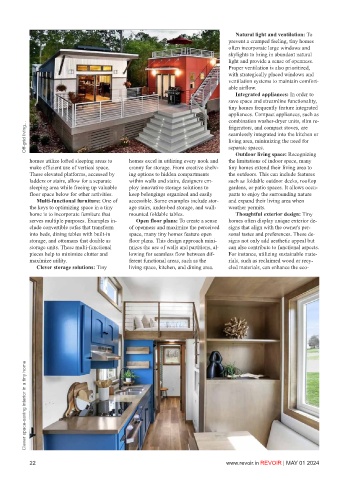 Off-grid living.
homes utilize lofted sleeping areas to
make efficient use of vertical space.
These elevated platforms, accessed by
ladders or stairs, allow for a separate
sleeping area while freeing up valuable
floor space below for other activities.
Multi-functional furniture: One of
the keys to optimizing space in a tiny
home is to incorporate furniture that
serves multiple purposes. Examples in-
clude convertible sofas that transform
into beds, dining tables with built-in
storage, and ottomans that double as
storage units. These multi-functional
pieces help to minimize clutter and
maximize utility.
Clever storage solutions: Tiny
homes excel in utilizing every nook and
cranny for storage. From creative shelv-
ing options to hidden compartments
within walls and stairs, designers em-
ploy innovative storage solutions to
keep belongings organized and easily
accessible. Some examples include stor-
age stairs, under-bed storage, and wall-
mounted foldable tables.
Open floor plans: To create a sense
of openness and maximize the perceived
space, many tiny homes feature open
floor plans. This design approach mini-
mizes the use of walls and partitions, al-
lowing for seamless flow between dif-
ferent functional areas, such as the
living space, kitchen, and dining area.
Natural light and ventilation: To
prevent a cramped feeling, tiny homes
often incorporate large windows and
skylights to bring in abundant natural
light and provide a sense of openness.
Proper ventilation is also prioritized,
with strategically placed windows and
ventilation systems to maintain comfort-
able airflow.
Integrated appliances: In order to
save space and streamline functionality,
tiny homes frequently feature integrated
appliances. Compact appliances, such as
combination washer-dryer units, slim re-
frigerators, and compact stoves, are
seamlessly integrated into the kitchen or
living area, minimizing the need for
separate spaces.
Outdoor living space: Recognizing
the limitations of indoor space, many
tiny homes extend their living area to
the outdoors. This can include features
such as foldable outdoor decks, rooftop
gardens, or patio spaces. It allows occu-
pants to enjoy the surrounding nature
and expand their living area when
weather permits.
Thoughtful exterior design: Tiny
homes often display unique exterior de-
signs that align with the owner's per-
sonal tastes and preferences. These de-
signs not only add aesthetic appeal but
can also contribute to functional aspects.
For instance, utilizing sustainable mate-
rials, such as reclaimed wood or recy-
cled materials, can enhance the eco-
Clever space-saving interior in a tiny home.
22
www.revoir.in REVOIR | MAY 01 2024